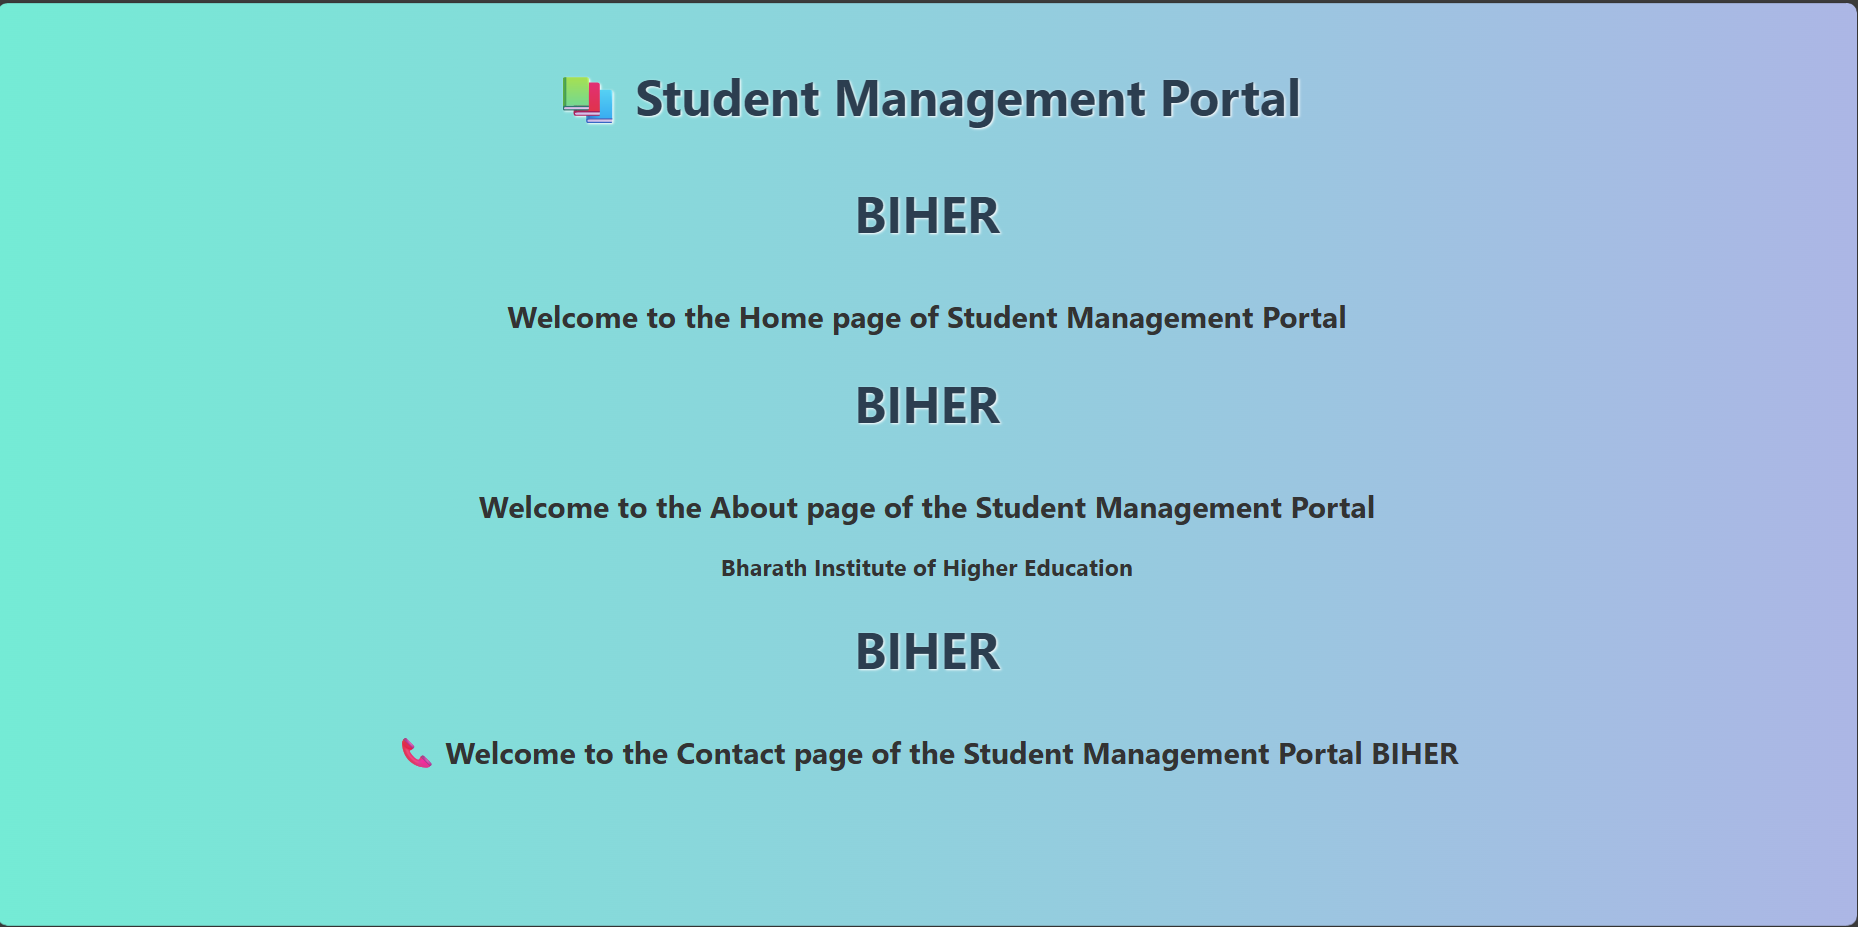 📚 Student Management Portal
BIHER
Welcome to the Home page of Student Management Portal
BIHER
Welcome to the About page of the Student Management Portal
Bharath Institute of Higher Education
BIHER
📞 Welcome to the Contact page of the Student Management Portal BIHER